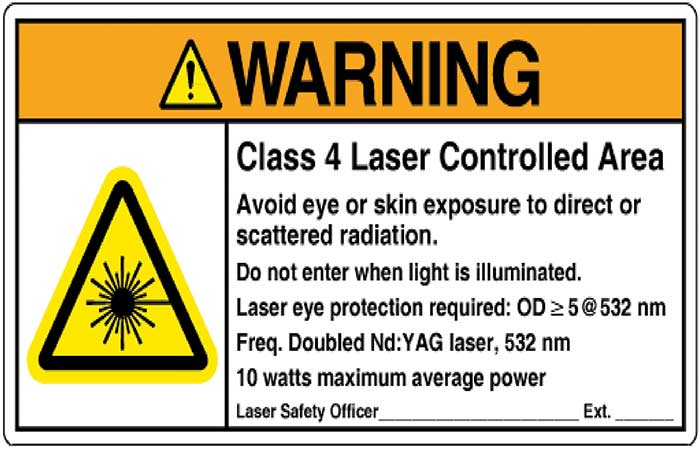 WARNING
Class 4 Laser Controlled Area
Avoid eye or skin exposure to direct or
scattered radiation.
Do not enter when light is illuminated.
Laser eye protection required: OD ≥ 5@532 nm
Freq. Doubled Nd:YAG laser, 532 nm
10 watts maximum average power
Laser Safety Officer____________________ Ext. ______